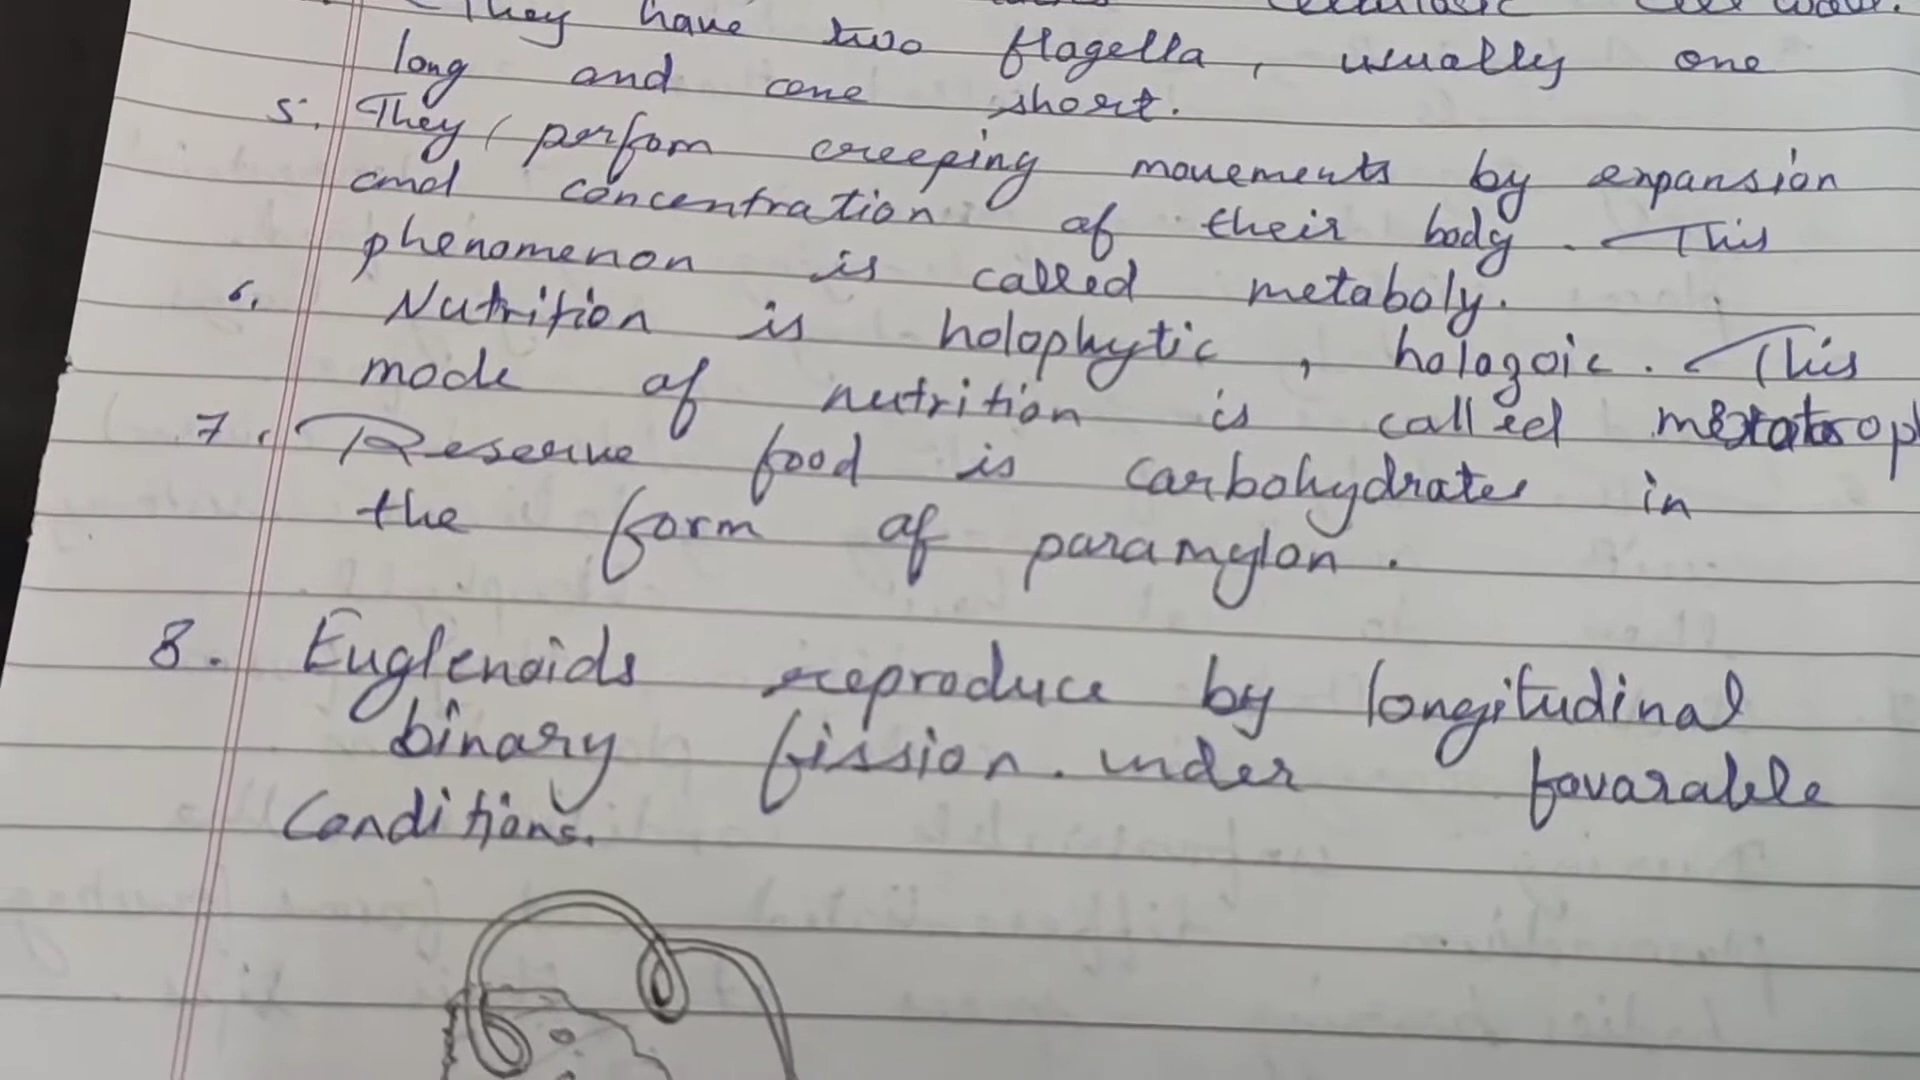 cellulosic cell wall.
They have two flagella, usually one
long and one short.
5. They perfom creeping movements by expansion
and concentration of their body. This
phenomenon is called metaboly.
6. Nutrition is holophytic, holozoic. This
mode of nutrition is called
7. Reserve food is carbohydrates in
the form of paramylon.
8. Euglenoids reproduce by longitudinal
binary fission. under favarable
Conditions.